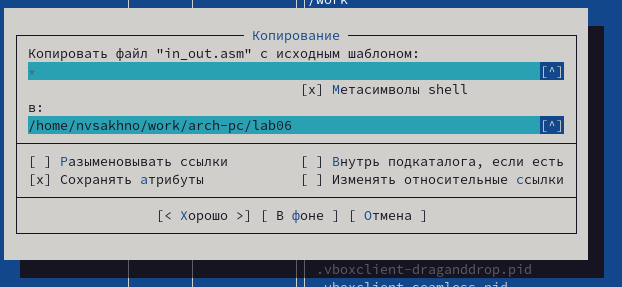 /work
Копирование
Копировать файл "in_out.asm" с исходным шаблоном:
* [^]
[x] Метасимволы shell
в:
/home/nvsakhno/work/arch-pc/lab06 [^]
[ ] Разыменовывать ссылки [ ] Внутрь подкаталога, если есть
[x] Сохранять атрибуты [ ] Изменять относительные ссылки
[< Хорошо >] [ В фоне ] [ Отмена ]
.vboxclient-draganddrop.pid
.vboxclient-seamless.pid